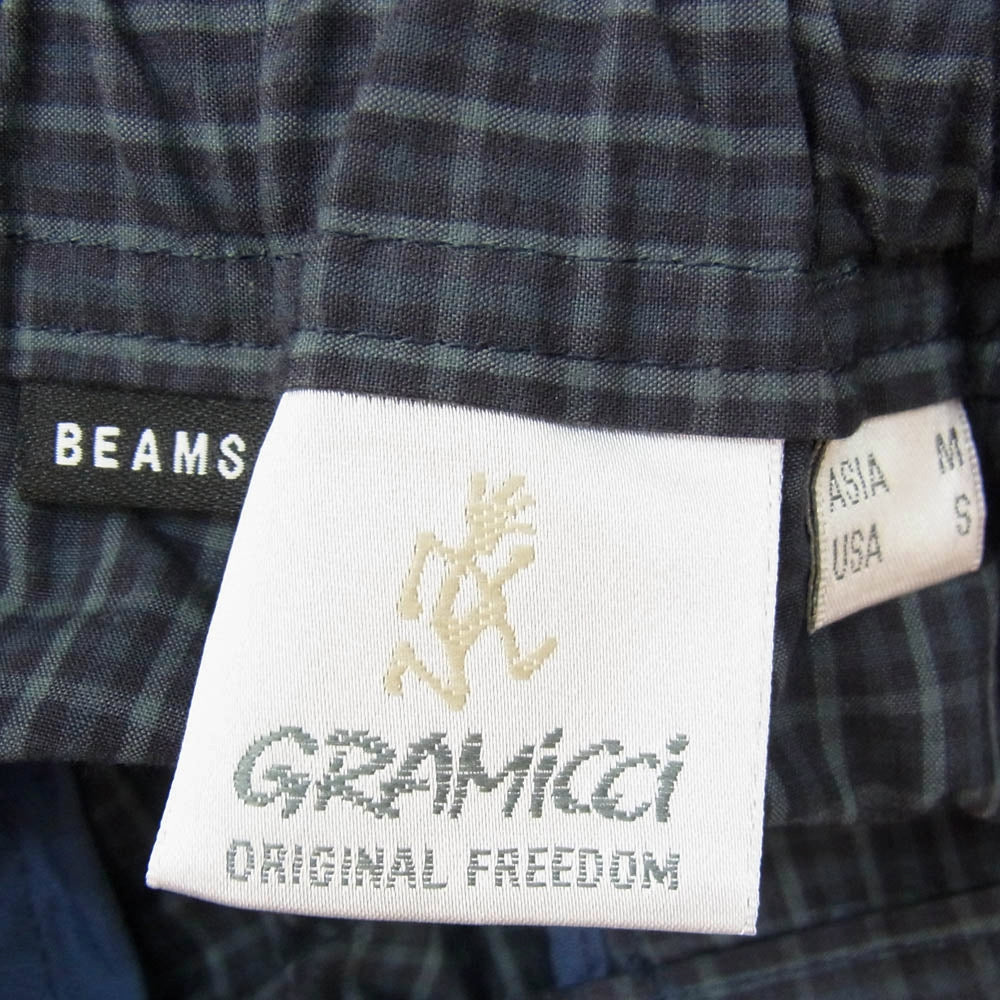 BEAMS
GRAMiCCi
ORIGINAL FREEDOM
ASIA M
USA S